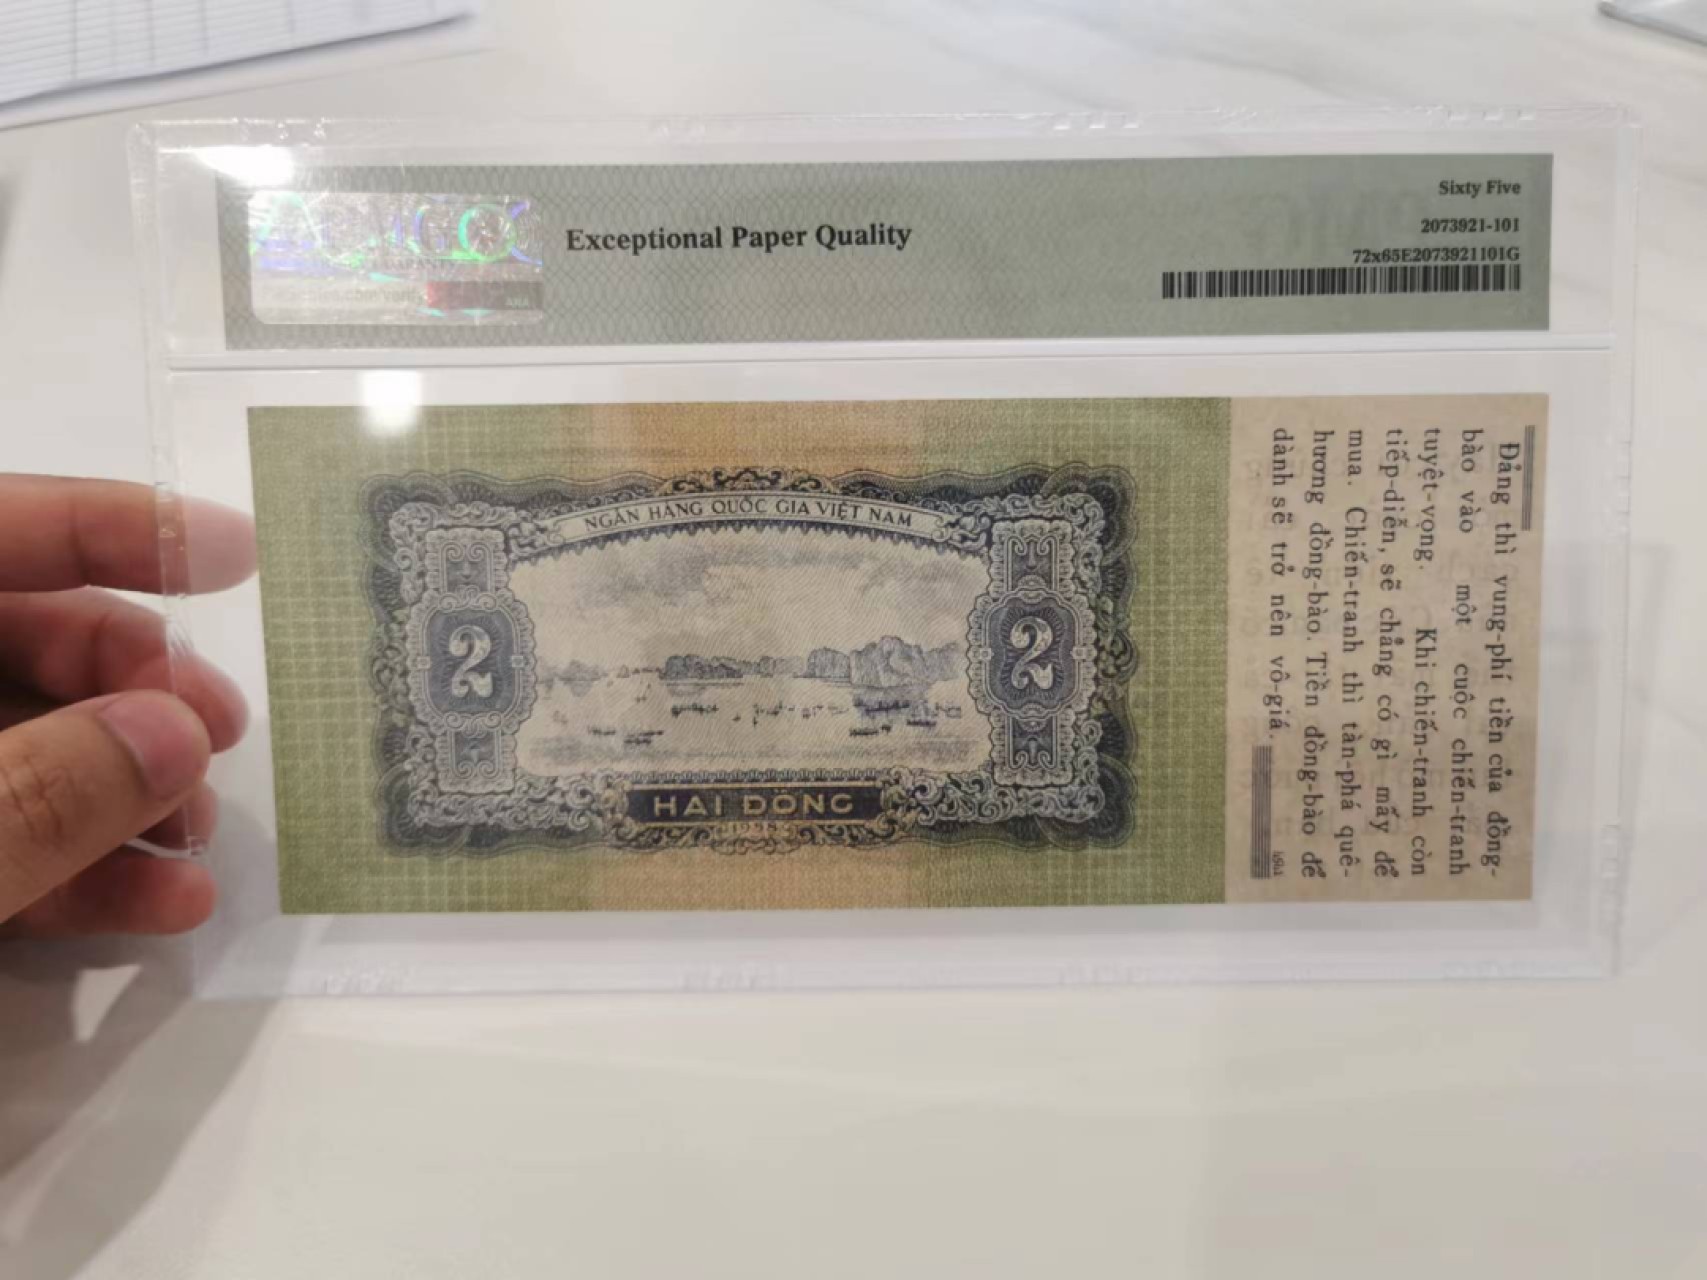 PMG
Exceptional Paper Quality
Sixty Five
2073921-101
72x65E2073921101G
ANA
NGÂN HÀNG QUỐC GIA VIỆT NAM
2
2
HAI ĐỒNG
Đảng thì vung-phí tiền của đồng-
bào vào một cuộc chiến-tranh
tuyệt-vọng. Khi chiến-tranh còn
tiếp-diễn, sẽ chẳng có gì mấy để
mua. Chiến-tranh thì tàn-phá quê-
hương đồng-bào. Tiền đồng-bào để
dành sẽ trở nên vô-giá.